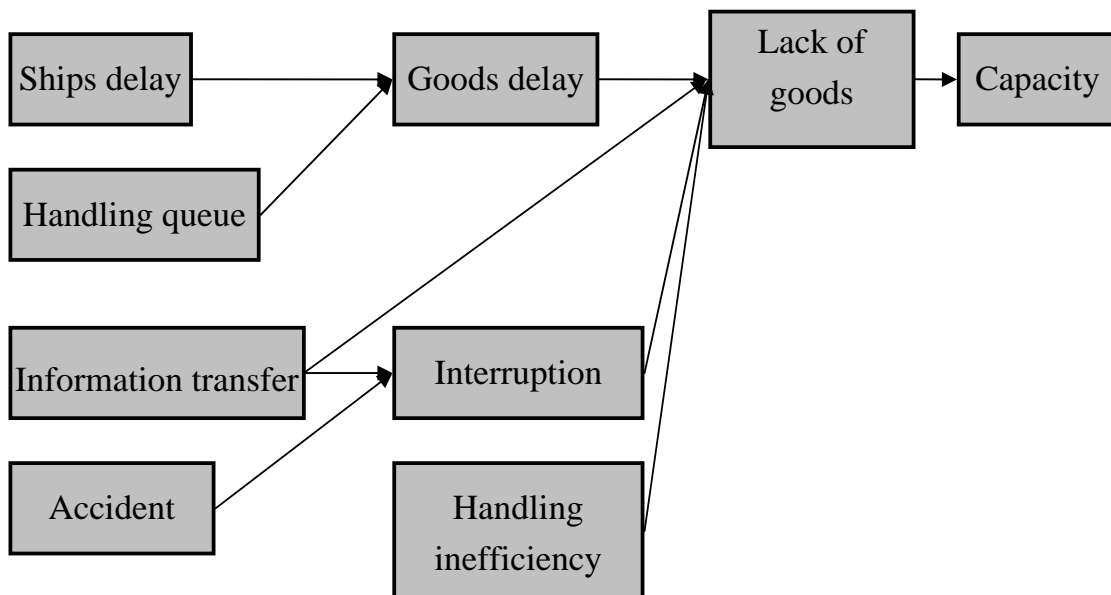 Ships delay
Goods delay
Lack of
goods
Capacity
Handling queue
Information transfer
Interruption
Accident
Handling
inefficiency